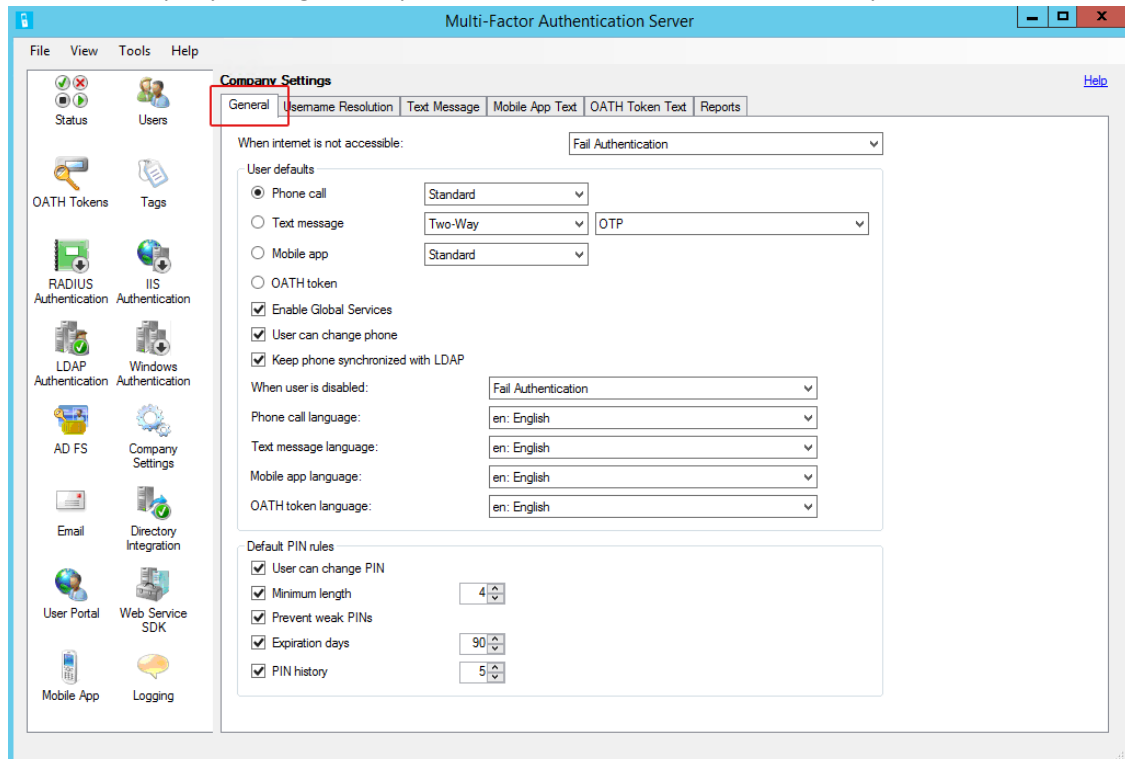 Multi-Factor Authentication Server
File View Tools Help
Status Users
OATH Tokens Tags
RADIUS Authentication IIS Authentication
LDAP Authentication Windows Authentication
AD FS Company Settings
Email Directory Integration
User Portal Web Service SDK
Mobile App Logging
Company Settings Help
General Username Resolution Text Message Mobile App Text OATH Token Text Reports
When internet is not accessible: Fail Authentication
User defaults
Phone call Standard
Text message Two-Way OTP
Mobile app Standard
OATH token
Enable Global Services
User can change phone
Keep phone synchronized with LDAP
When user is disabled: Fail Authentication
Phone call language: en: English
Text message language: en: English
Mobile app language: en: English
OATH token language: en: English
Default PIN rules
User can change PIN
Minimum length 4
Prevent weak PINs
Expiration days 90
PIN history 5